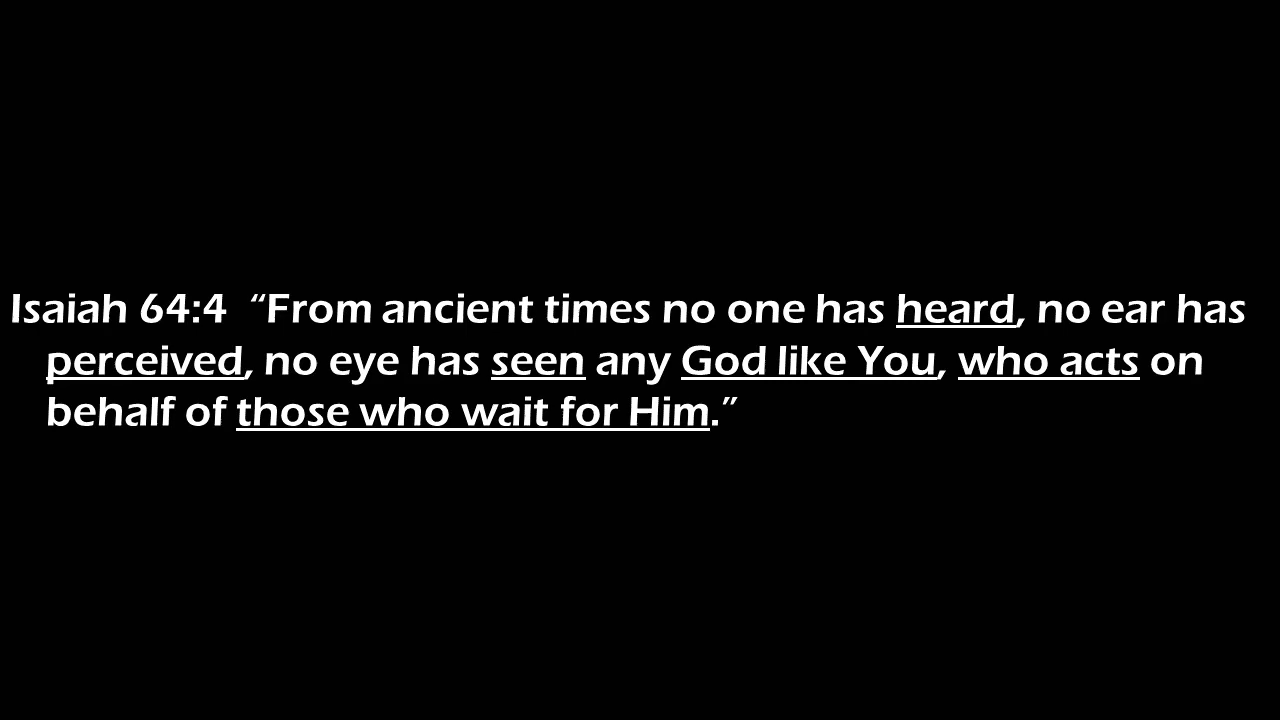 Isaiah 64:4  “From ancient times no one has heard, no ear has
perceived, no eye has seen any God like You, who acts on
behalf of those who wait for Him.”